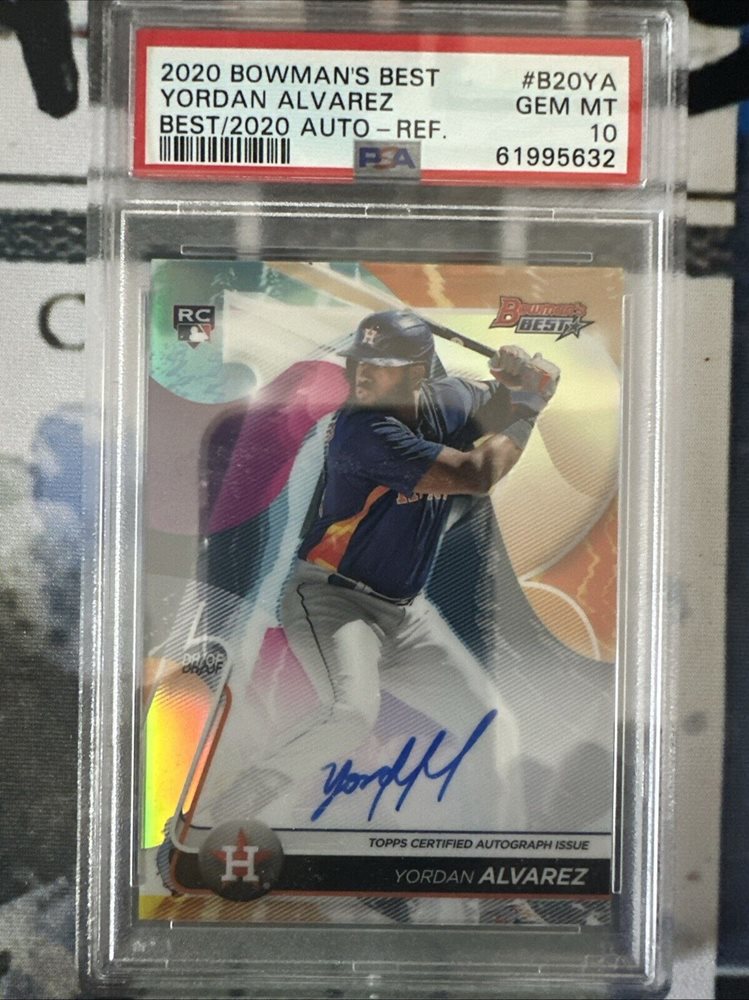 2020 BOWMAN'S BEST #B20YA
YORDAN ALVAREZ GEM MT
BEST/2020 AUTO-REF. 10
PSA 61995632
RC
Bowman's
BEST
H
TOPPS CERTIFIED AUTOGRAPH ISSUE
H
YORDAN ALVAREZ